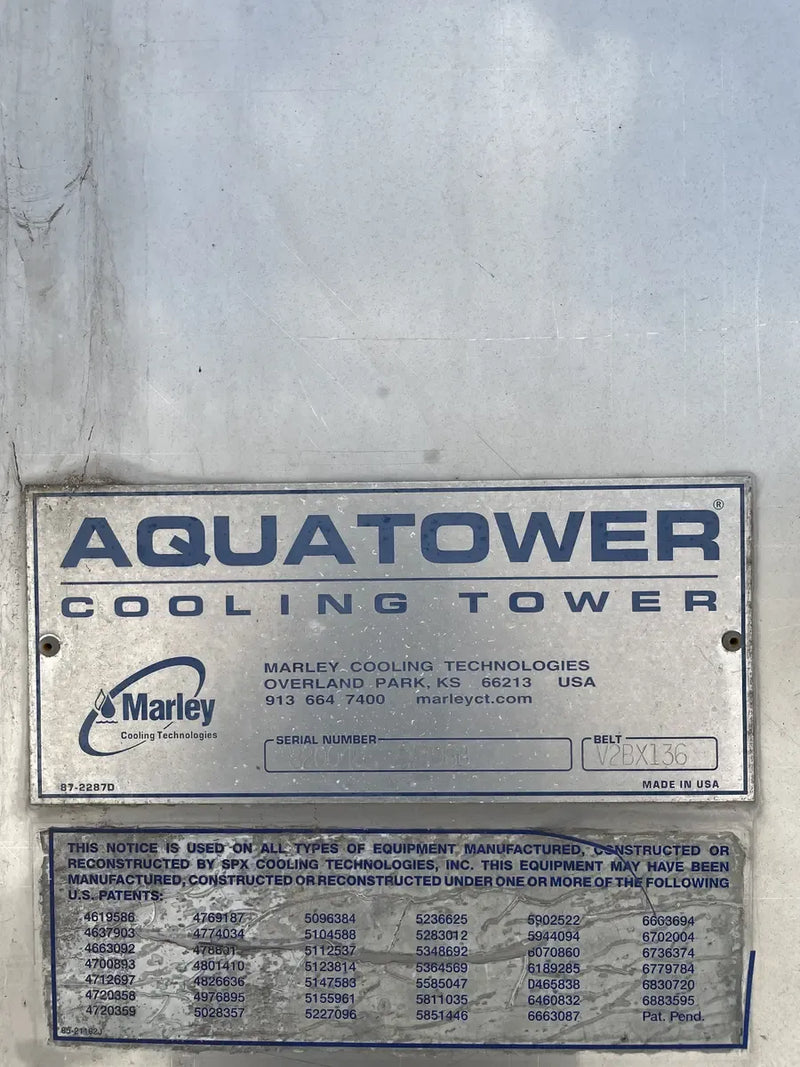 AQUATOWER®
COOLING TOWER
Marley
Cooling Technologies
MARLEY COOLING TECHNOLOGIES
OVERLAND PARK, KS 66213 USA
913 664 7400 marleyct.com
SERIAL NUMBER
BELT
V2BX136
87-2287D
MADE IN USA
THIS NOTICE IS USED ON ALL TYPES OF EQUIPMENT MANUFACTURED, CONSTRUCTED OR
RECONSTRUCTED BY SPX COOLING TECHNOLOGIES, INC. THIS EQUIPMENT MAY HAVE BEEN
MANUFACTURED, CONSTRUCTED OR RECONSTRUCTED UNDER ONE OR MORE OF THE FOLLOWING
U.S. PATENTS:
4619586 4769187 5096384 5236625 5902522 6663694
4637903 4774034 5104588 5283012 5944094 6702004
4663092 5112537 5348692 6070860 6736374
4700893 4801410 5123814 5364569 6189285 6779784
4712697 4826636 5147583 5585047 D465838 6830720
4720358 4976895 5155961 5811035 6460832 6883595
4720359 5028357 5227096 5851446 6663087 Pat. Pend.